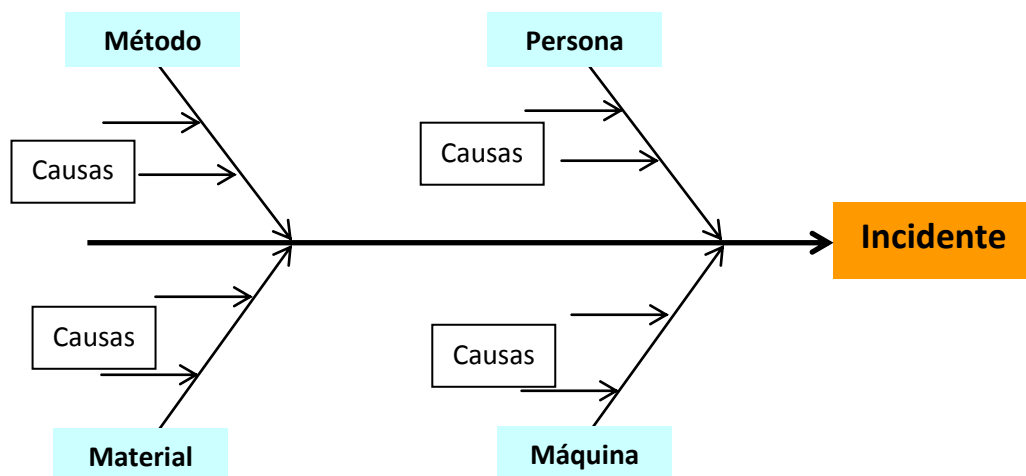 Método
Persona
Causas
Causas
Incidente
Causas
Causas
Material
Máquina